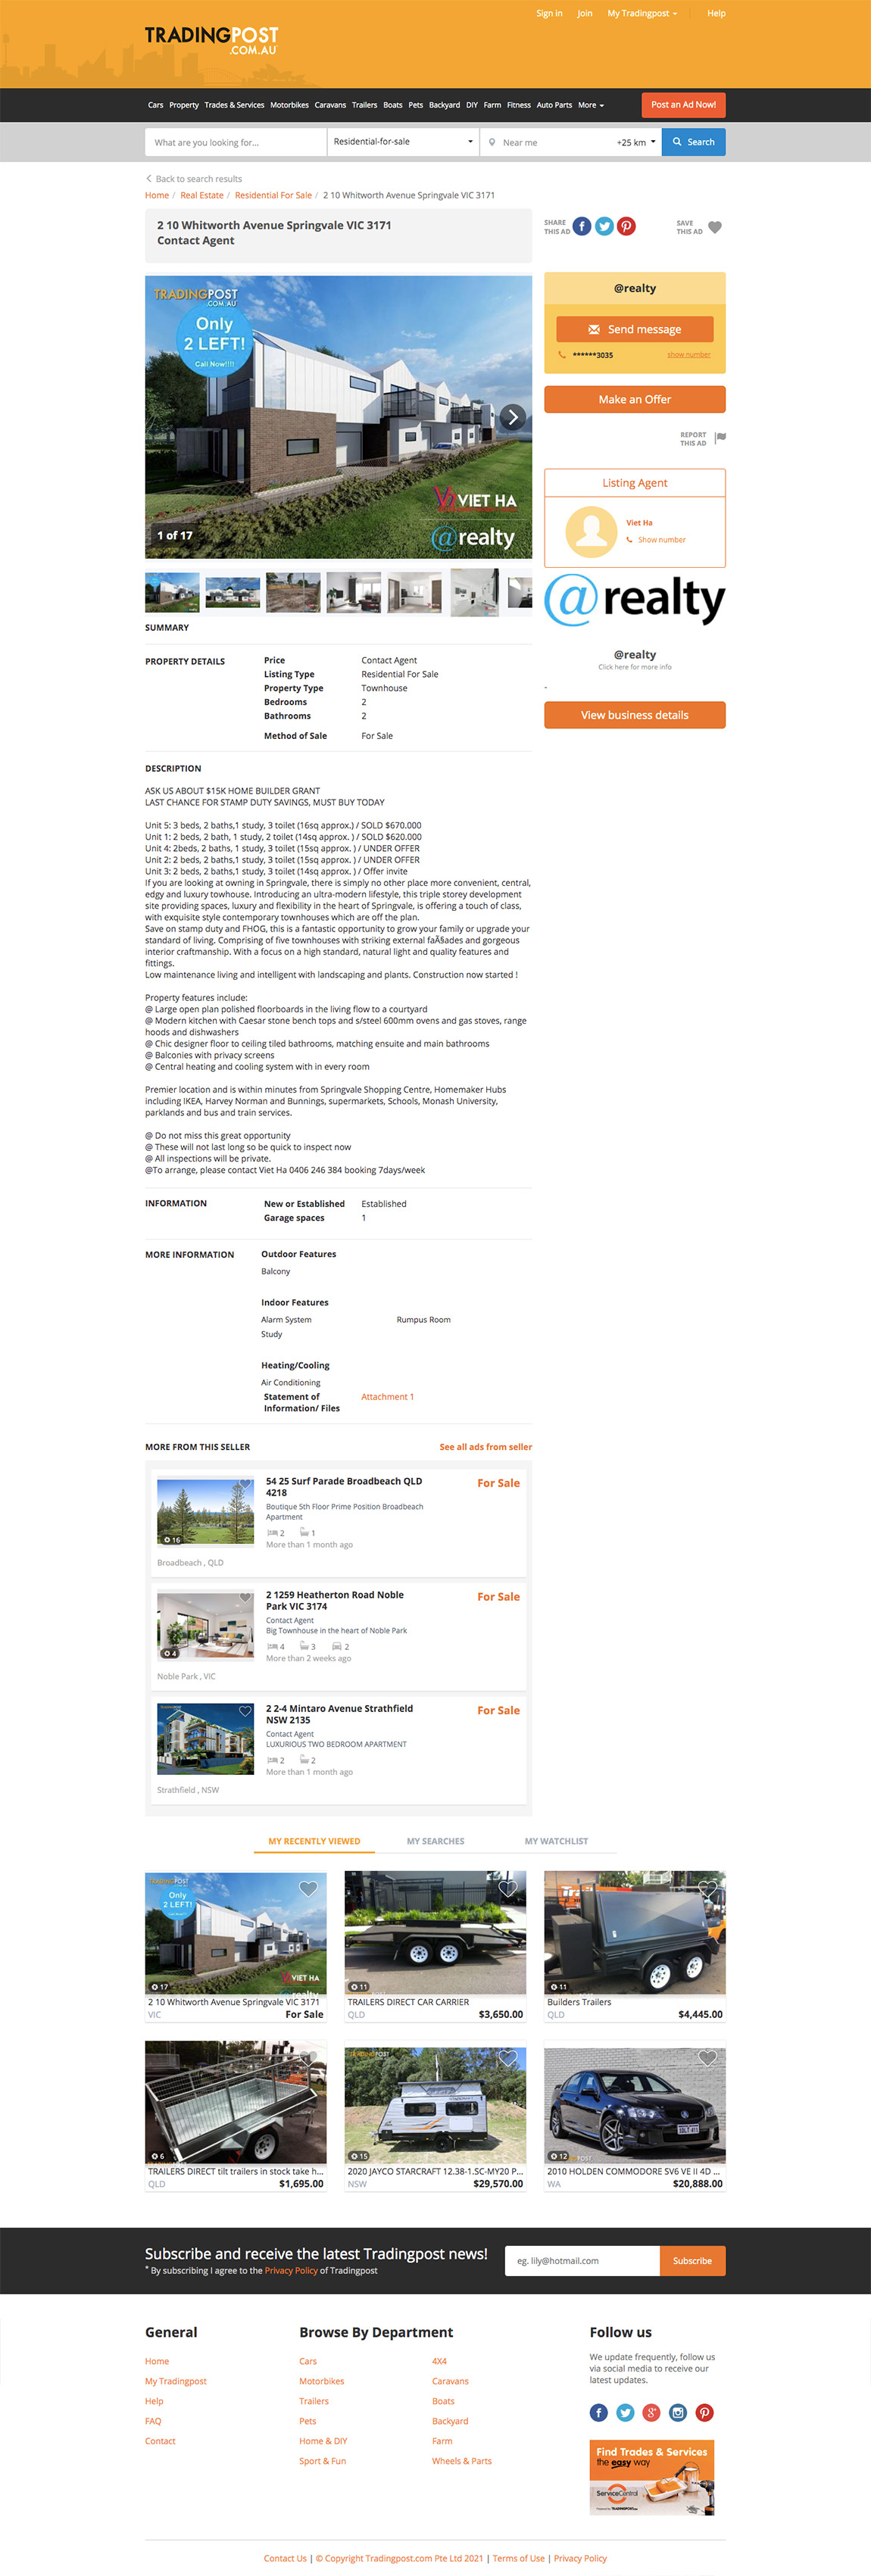 Sign in Join My Tradingpost Help
TRADINGPOST
.COM.AU
Cars Property Trades & Services Motorbikes Caravans Trailers Boats Pets Backyard DIY Farm Fitness Auto Parts More Post an Ad Now!
What are you looking for... Residential-for-sale Near me +25 km Search
Back to search results
Home / Real Estate / Residential For Sale / 2 10 Whitworth Avenue Springvale VIC 3171
2 10 Whitworth Avenue Springvale VIC 3171
Contact Agent
SHARE
THIS AD
SAVE
THIS AD
TRADINGPOST
.COM.AU
Only
2 LEFT!
Call Now!!!!
VIET HA
@realty
1 of 17
@realty
Send message
******3035 show number
Make an Offer
REPORT
THIS AD
Listing Agent
Viet Ha
Show number
@realty
@realty
Click here for more info
View business details
SUMMARY
PROPERTY DETAILS
Price Contact Agent
Listing Type Residential For Sale
Property Type Townhouse
Bedrooms 2
Bathrooms 2
Method of Sale For Sale
DESCRIPTION
ASK US ABOUT $15K HOME BUILDER GRANT
LAST CHANCE FOR STAMP DUTY SAVINGS, MUST BUY TODAY
Unit 5: 3 beds, 2 baths,1 study, 3 toilet (16sq approx.) / SOLD $670.000
Unit 1: 2 beds, 2 bath, 1 study, 2 toilet (14sq approx. ) / SOLD $620.000
Unit 4: 2beds, 2 baths, 1 study, 3 toilet (15sq approx. ) / UNDER OFFER
Unit 2: 2 beds, 2 baths,1 study, 3 toilet (15sq approx. ) / UNDER OFFER
Unit 3: 2 beds, 2 baths,1 study, 3 toilet (14sq approx. ) / Offer invite
If you are looking at owning in Springvale, there is simply no other place more convenient, central,
edgy and luxury towhouse. Introducing an ultra-modern lifestyle, this triple storey development
site providing spaces, luxury and flexibility in the heart of Springvale, is offering a touch of class,
with exquisite style contemporary townhouses which are off the plan.
Save on stamp duty and FHOG, this is a fantastic opportunity to grow your family or upgrade your
standard of living. Comprising of five townhouses with striking external faÃ§ades and gorgeous
interior craftmanship. With a focus on a high standard, natural light and quality features and
fittings.
Low maintenance living and intelligent with landscaping and plants. Construction now started !
Property features include:
@ Large open plan polished floorboards in the living flow to a courtyard
@ Modern kitchen with Caesar stone bench tops and s/steel 600mm ovens and gas stoves, range
hoods and dishwashers
@ Chic designer floor to ceiling tiled bathrooms, matching ensuite and main bathrooms
@ Balconies with privacy screens
@ Central heating and cooling system with in every room
Premier location and is within minutes from Springvale Shopping Centre, Homemaker Hubs
including IKEA, Harvey Norman and Bunnings, supermarkets, Schools, Monash University,
parklands and bus and train services.
@ Do not miss this great opportunity
@ These will not last long so be quick to inspect now
@ All inspections will be private.
@To arrange, please contact Viet Ha 0406 246 384 booking 7days/week
INFORMATION
New or Established Established
Garage spaces 1
MORE INFORMATION
Outdoor Features
Balcony
Indoor Features
Alarm System Rumpus Room
Study
Heating/Cooling
Air Conditioning
Statement of Attachment 1
Information/ Files
MORE FROM THIS SELLER See all ads from seller
54 25 Surf Parade Broadbeach QLD For Sale
4218
Boutique 5th Floor Prime Position Broadbeach
Apartment
2 1
More than 1 month ago
16
Broadbeach , QLD
2 1259 Heatherton Road Noble For Sale
Park VIC 3174
Contact Agent
Big Townhouse in the heart of Noble Park
4 3 2
More than 2 weeks ago
4
Noble Park , VIC
2 2-4 Mintaro Avenue Strathfield For Sale
NSW 2135
Contact Agent
LUXURIOUS TWO BEDROOM APARTMENT
2 2
More than 1 month ago
Strathfield , NSW
MY RECENTLY VIEWED MY SEARCHES MY WATCHLIST
TRADINGPOST
Only
2 LEFT!
VIET HA
17
2 10 Whitworth Avenue Springvale VIC 3171
VIC For Sale
11
TRAILERS DIRECT CAR CARRIER
QLD $3,650.00
11
Builders Trailers
QLD $4,445.00
6
TRAILERS DIRECT tilt trailers in stock take h...
QLD $1,695.00
TRADINGPOST
15
2020 JAYCO STARCRAFT 12.38-1.SC-MY20 P...
NSW $29,570.00
12
2010 HOLDEN COMMODORE SV6 VE II 4D ...
WA $20,888.00
Subscribe and receive the latest Tradingpost news!
* By subscribing I agree to the Privacy Policy of Tradingpost
eg. lily@hotmail.com Subscribe
General
Home
My Tradingpost
Help
FAQ
Contact
Browse By Department
Cars 4X4
Motorbikes Caravans
Trailers Boats
Pets Backyard
Home & DIY Farm
Sport & Fun Wheels & Parts
Follow us
We update frequently, follow us
via social media to receive our
latest updates.
Find Trades & Services
the easy way
ServiceCentral
Contact Us | © Copyright Tradingpost.com Pte Ltd 2021 | Terms of Use | Privacy Policy